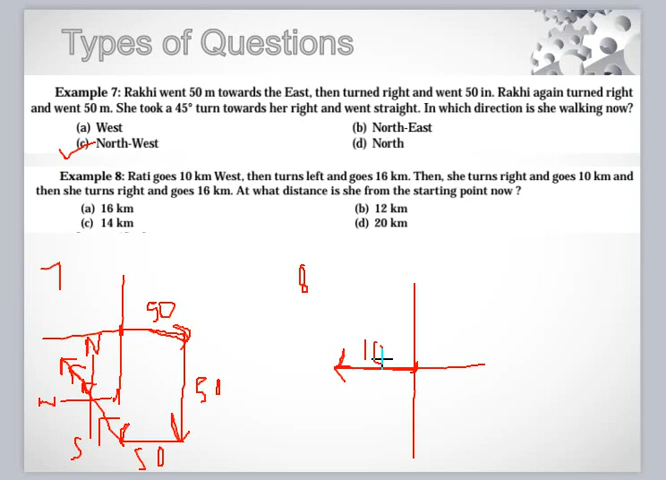 Types of Questions
Example 7: Rakhi went 50 m towards the East, then turned right and went 50 in. Rakhi again turned right
and went 50 m. She took a 45° turn towards her right and went straight. In which direction is she walking now?
(a) West (b) North-East
(c) North-West (d) North
Example 8: Rati goes 10 km West, then turns left and goes 16 km. Then, she turns right and goes 10 km and
then she turns right and goes 16 km. At what distance is she from the starting point now ?
(a) 16 km (b) 12 km
(c) 14 km (d) 20 km
7 8
50
N 10
50
W
S 50